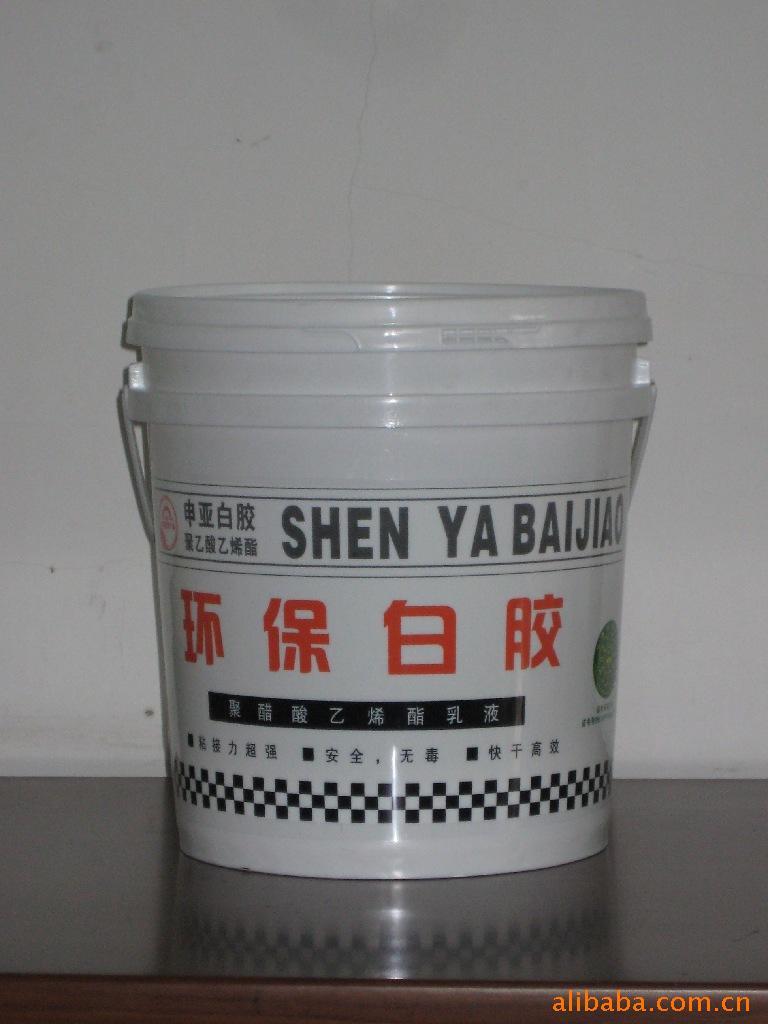 申亚白胶
聚乙酸乙烯酯
SHEN YA BAIJIAO
环保白胶
聚醋酸乙烯酯乳液
■粘接力超强 ■安全，无毒 ■快干高效
alibaba.com.cn